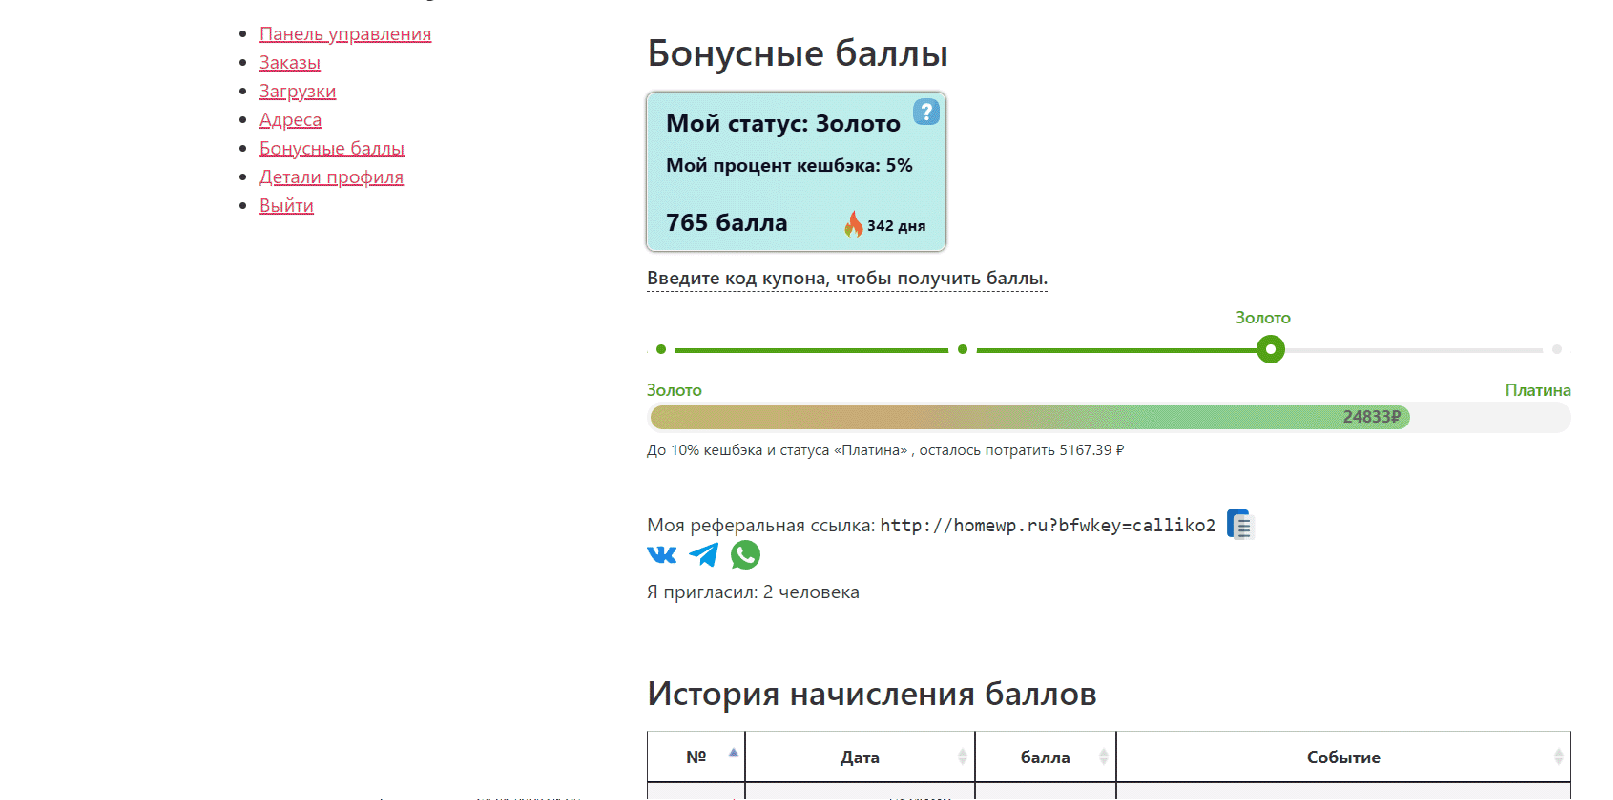 Панель управления
Заказы
Загрузки
Адреса
Бонусные баллы
Детали профиля
Выйти
Бонусные баллы
?
Мой статус: Золото
Мой процент кешбэка: 5%
765 балла
342 дня
Введите код купона, чтобы получить баллы.
Золото
Золото
Платина
24833₽
До 10% кешбэка и статуса «Платина» , осталось потратить 5167.39 ₽
Моя реферальная ссылка: http://homewp.ru?bfwkey=calliko2
Я пригласил: 2 человека
История начисления баллов
№
Дата
балла
Событие